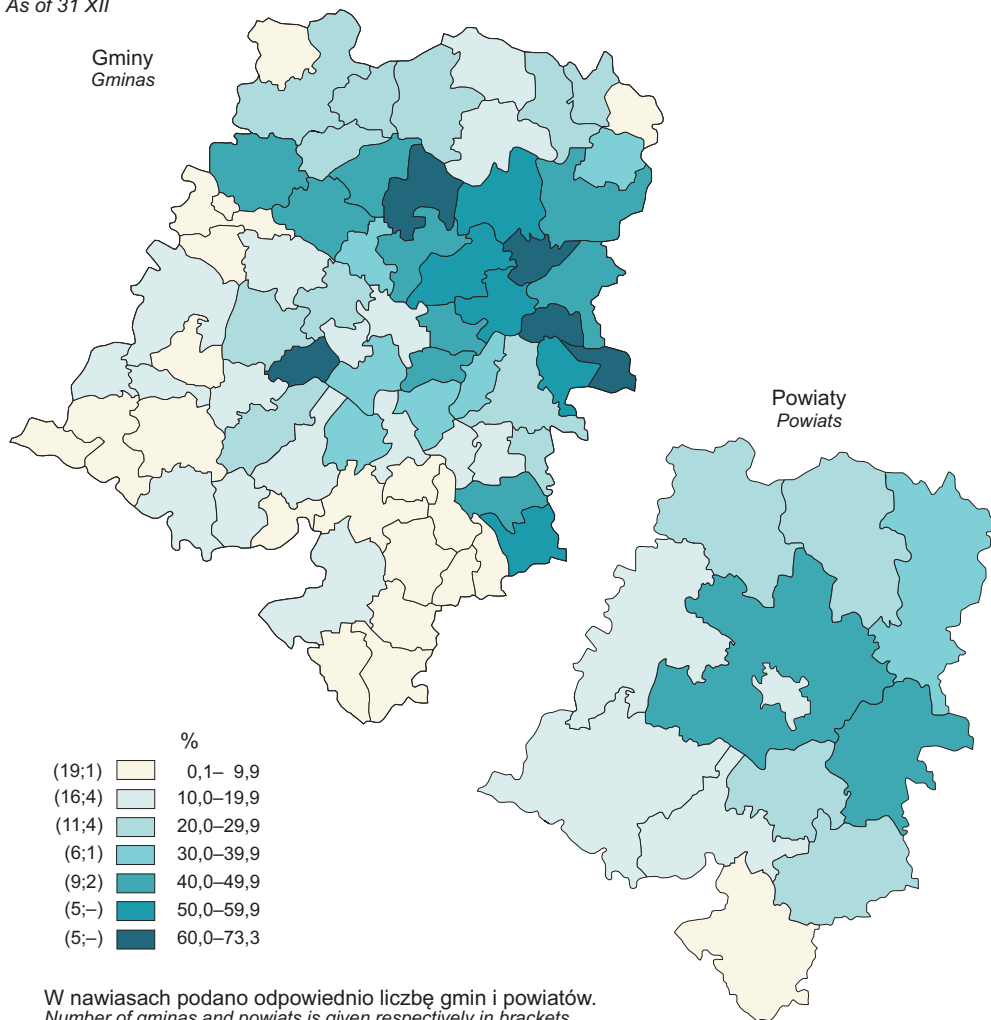 As of 31 XII
Gminy
Gminas
Powiaty
Powiats
%
(19;1) 0,1– 9,9
(16;4) 10,0–19,9
(11;4) 20,0–29,9
(6;1) 30,0–39,9
(9;2) 40,0–49,9
(5;–) 50,0–59,9
(5;–) 60,0–73,3
W nawiasach podano odpowiednio liczbę gmin i powiatów.
Number of gminas and powiats is given respectively in brackets